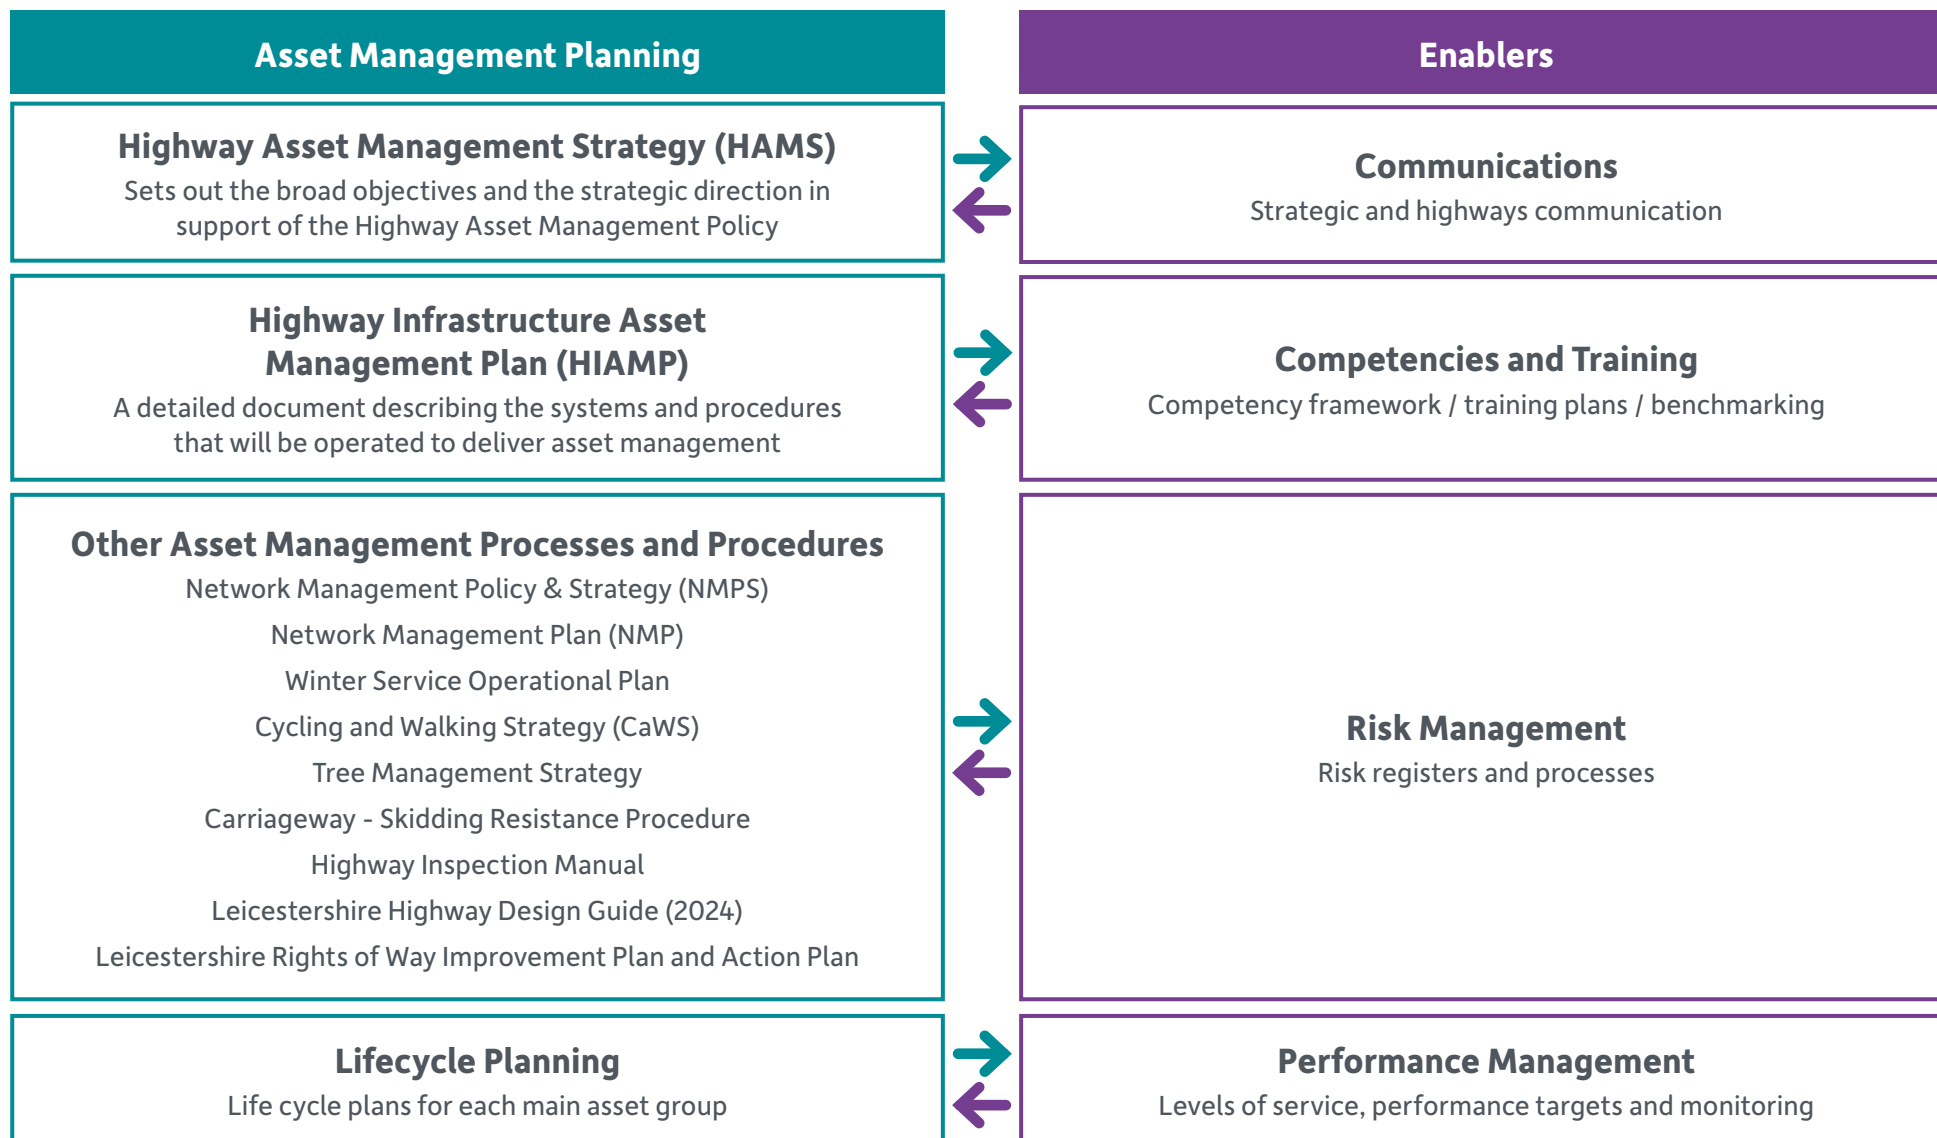 Asset Management Planning
Highway Asset Management Strategy (HAMS)
Sets out the broad objectives and the strategic direction in
support of the Highway Asset Management Policy
Highway Infrastructure Asset
Management Plan (HIAMP)
A detailed document describing the systems and procedures
that will be operated to deliver asset management
Other Asset Management Processes and Procedures
Network Management Policy & Strategy (NMPS)
Network Management Plan (NMP)
Winter Service Operational Plan
Cycling and Walking Strategy (CaWS)
Tree Management Strategy
Carriageway - Skidding Resistance Procedure
Highway Inspection Manual
Leicestershire Highway Design Guide (2024)
Leicestershire Rights of Way Improvement Plan and Action Plan
Lifecycle Planning
Life cycle plans for each main asset group
Enablers
Communications
Strategic and highways communication
Competencies and Training
Competency framework / training plans / benchmarking
Risk Management
Risk registers and processes
Performance Management
Levels of service, performance targets and monitoring